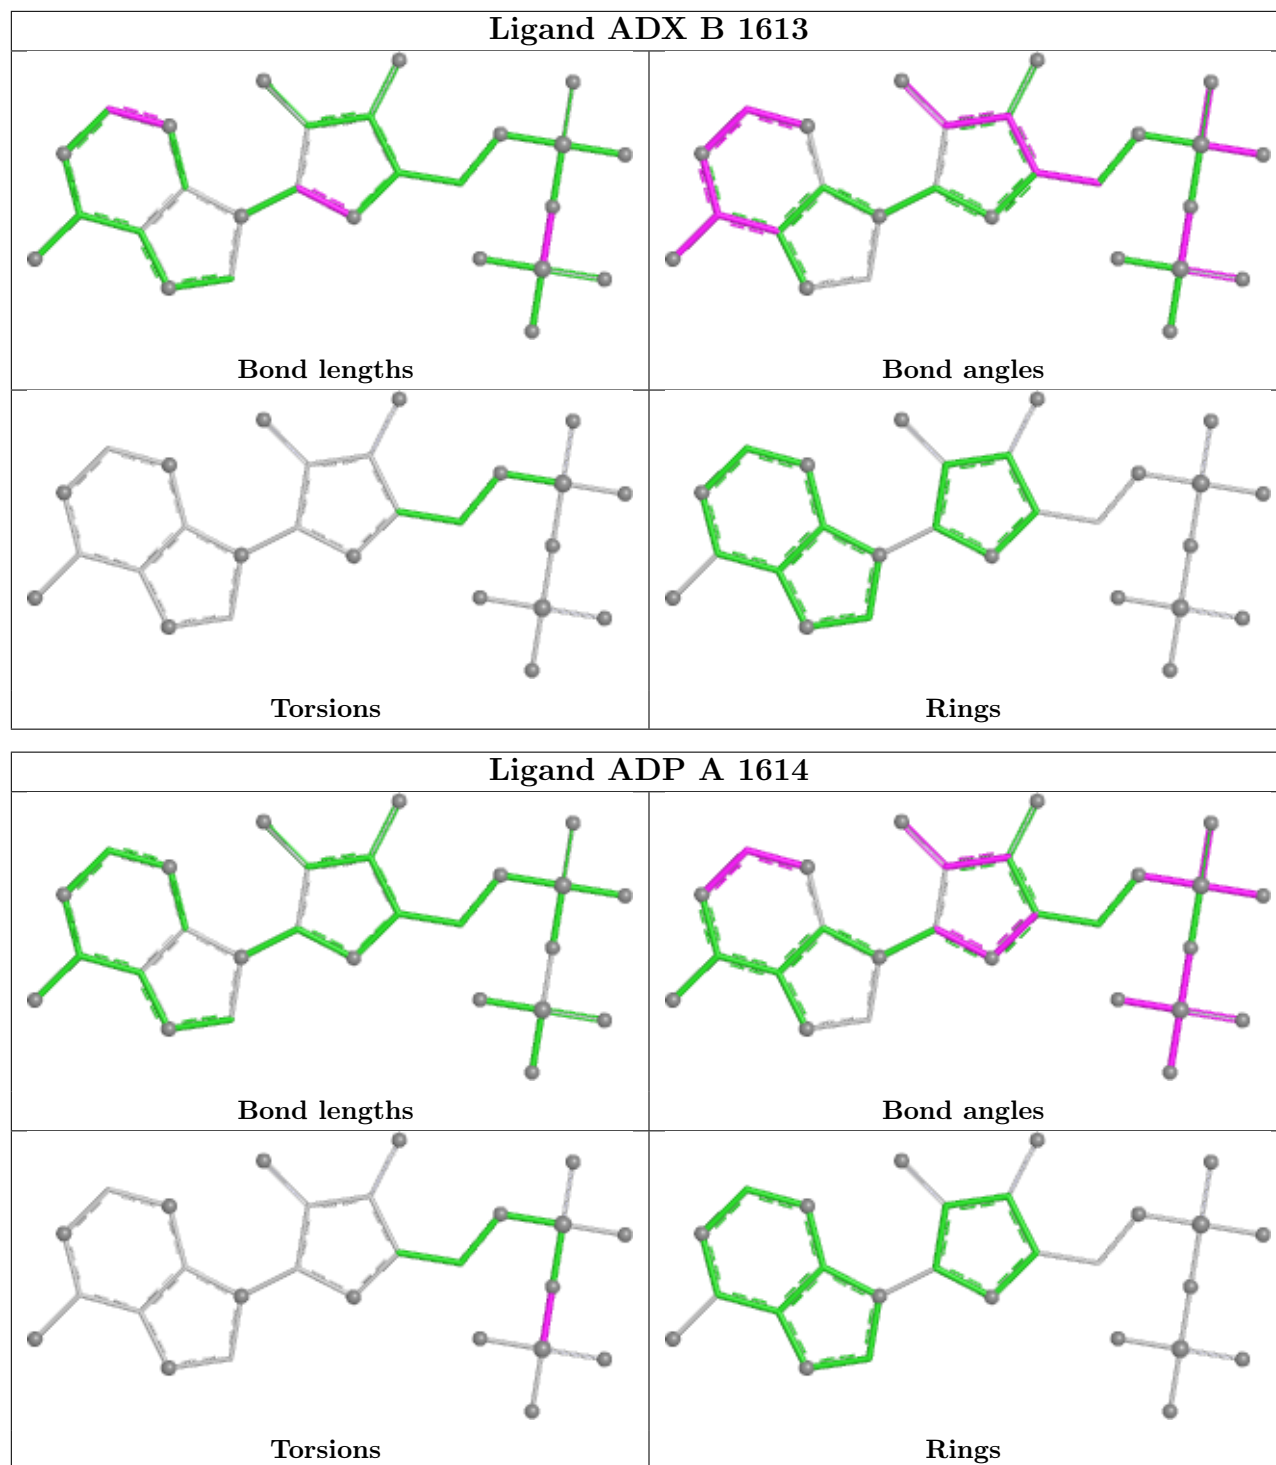 Ligand ADX B 1613
Bond lengths
Bond angles
Torsions
Rings
Ligand ADP A 1614
Bond lengths
Bond angles
Torsions
Rings